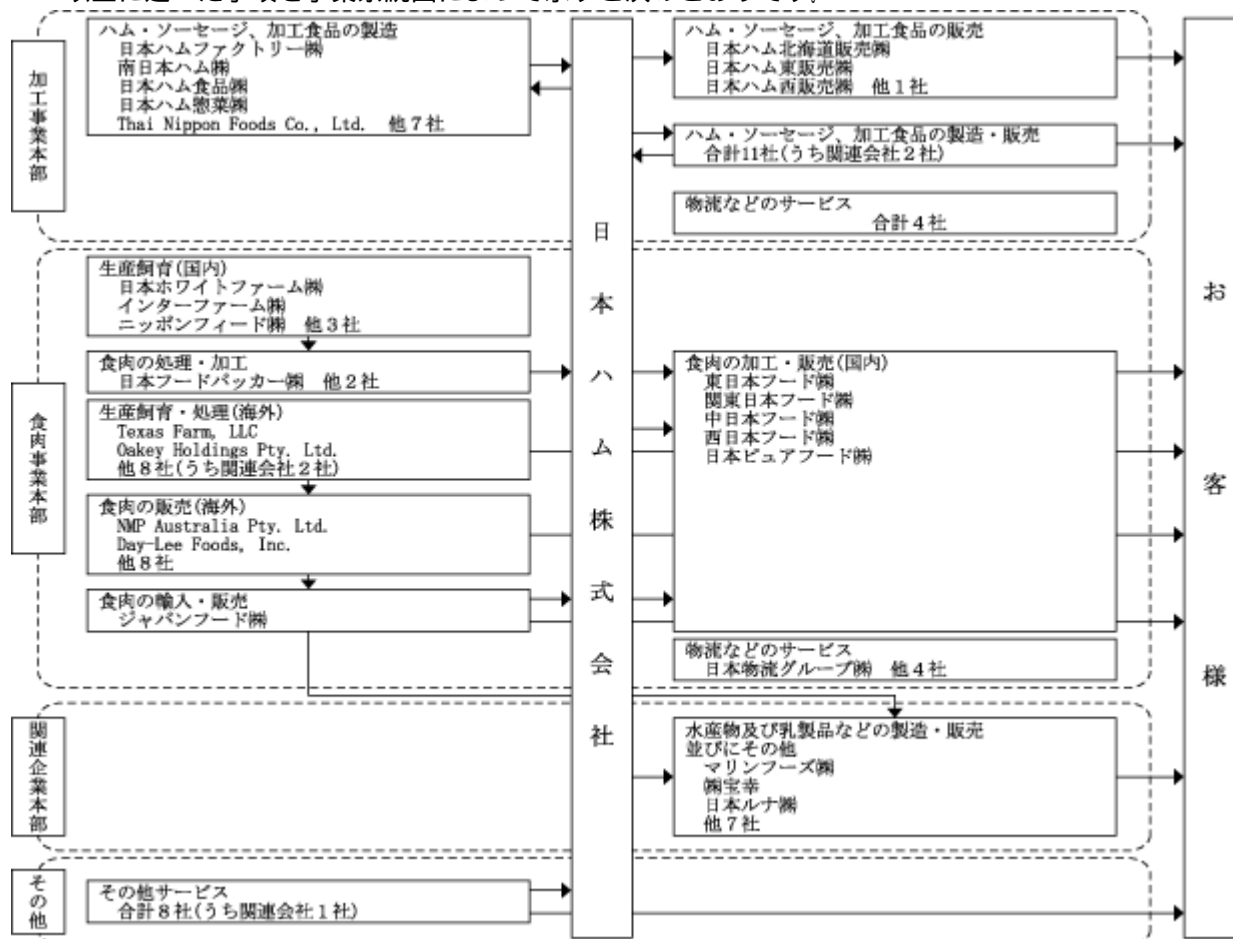 加工事業本部
ハム・ソーセージ、加工食品の製造
日本ハムファクトリー㈱
南日本ハム㈱
日本ハム食品㈱
日本ハム惣菜㈱
Thai Nippon Foods Co., Ltd. 他７社
ハム・ソーセージ、加工食品の販売
日本ハム北海道販売㈱
日本ハム東販売㈱
日本ハム西販売㈱ 他１社
ハム・ソーセージ、加工食品の製造・販売
合計11社(うち関連会社２社)
物流などのサービス
合計４社
日本ハム株式会社
お客様
食肉事業本部
生産飼育(国内)
日本ホワイトファーム㈱
インターファーム㈱
ニッポンフィード㈱ 他３社
食肉の処理・加工
日本フードパッカー㈱ 他２社
生産飼育・処理(海外)
Texas Farm, LLC
Oakey Holdings Pty. Ltd.
他８社(うち関連会社２社)
食肉の販売(海外)
NMP Australia Pty. Ltd.
Day-Lee Foods, Inc.
他８社
食肉の輸入・販売
ジャパンフード㈱
食肉の加工・販売(国内)
東日本フード㈱
関東日本フード㈱
中日本フード㈱
西日本フード㈱
日本ピュアフード㈱
物流などのサービス
日本物流グループ㈱ 他４社
関連企業本部
水産物及び乳製品などの製造・販売
並びにその他
マリンフーズ㈱
㈱宝幸
日本ルナ㈱
他７社
その他
その他サービス
合計８社(うち関連会社１社)